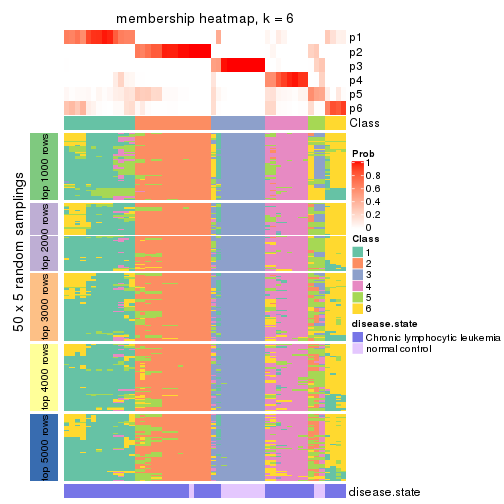 membership heatmap, k = 6
p1
p2
p3
p4
p5
p6
Class
50 x 5 random samplings
top 1000 rows
top 2000 rows
top 3000 rows
top 4000 rows
top 5000 rows
disease.state
Prob
1
0.8
0.6
0.4
0.2
0
Class
1
2
3
4
5
6
disease.state
Chronic lymphocytic leukemia
normal control